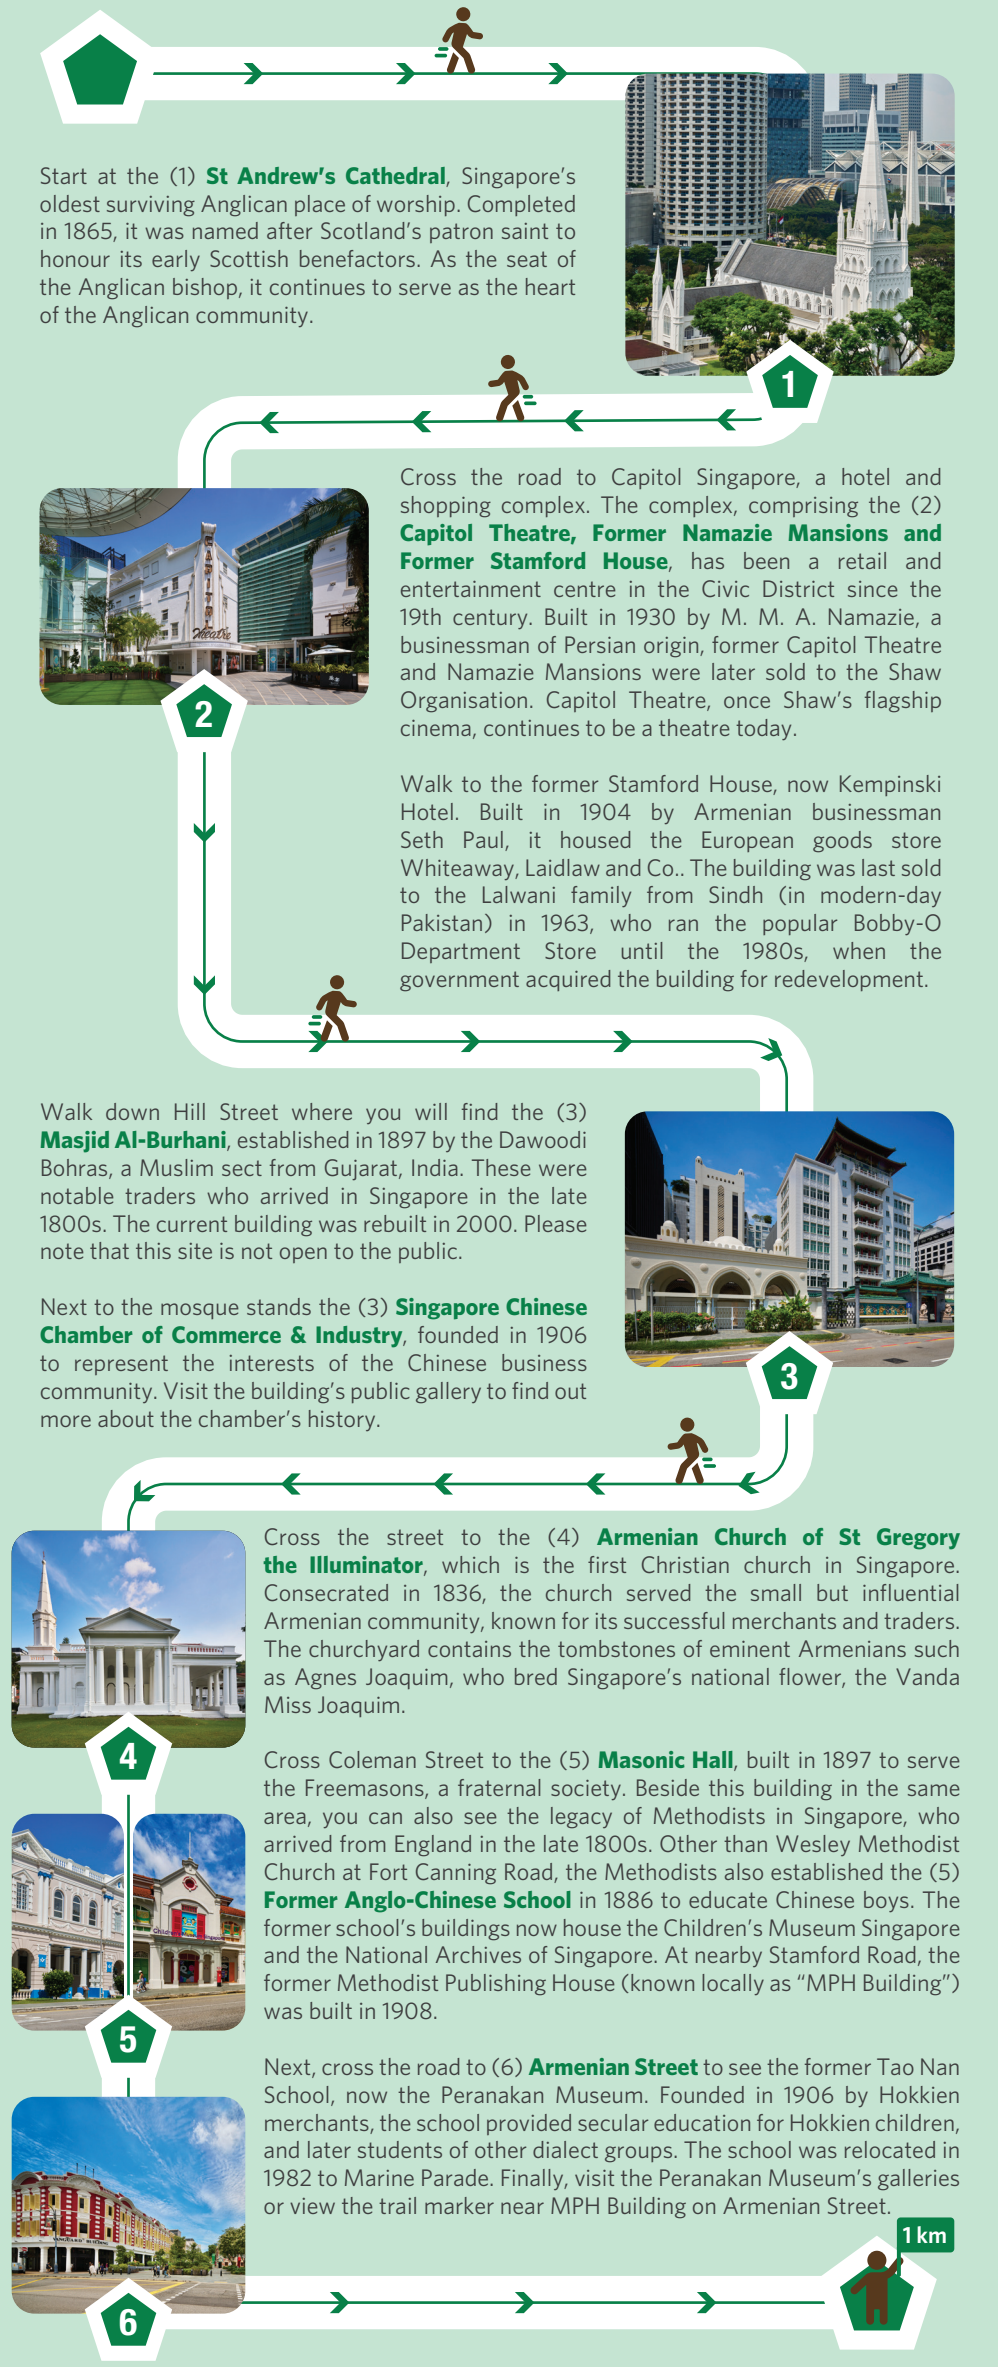 Start at the (1) St Andrew's Cathedral, Singapore's
oldest surviving Anglican place of worship. Completed
in 1865, it was named after Scotland's patron saint to
honour its early Scottish benefactors. As the seat of
the Anglican bishop, it continues to serve as the heart
of the Anglican community.
1
Cross the road to Capitol Singapore, a hotel and
shopping complex. The complex, comprising the (2)
Capitol Theatre, Former Namazie Mansions and
Former Stamford House, has been a retail and
entertainment centre in the Civic District since the
19th century. Built in 1930 by M. M. A. Namazie, a
businessman of Persian origin, former Capitol Theatre
and Namazie Mansions were later sold to the Shaw
Organisation. Capitol Theatre, once Shaw's flagship
cinema, continues to be a theatre today.
CAPITOL
Theatre
2
Walk to the former Stamford House, now Kempinski
Hotel. Built in 1904 by Armenian businessman
Seth Paul, it housed the European goods store
Whiteaway, Laidlaw and Co.. The building was last sold
to the Lalwani family from Sindh (in modern-day
Pakistan) in 1963, who ran the popular Bobby-O
Department Store until the 1980s, when the
government acquired the building for redevelopment.
Walk down Hill Street where you will find the (3)
Masjid Al-Burhani, established in 1897 by the Dawoodi
Bohras, a Muslim sect from Gujarat, India. These were
notable traders who arrived in Singapore in the late
1800s. The current building was rebuilt in 2000. Please
note that this site is not open to the public.
Next to the mosque stands the (3) Singapore Chinese
Chamber of Commerce & Industry, founded in 1906
to represent the interests of the Chinese business
community. Visit the building's public gallery to find out
more about the chamber's history.
3
Cross the street to the (4) Armenian Church of St Gregory
the Illuminator, which is the first Christian church in Singapore.
Consecrated in 1836, the church served the small but influential
Armenian community, known for its successful merchants and traders.
The churchyard contains the tombstones of eminent Armenians such
as Agnes Joaquim, who bred Singapore's national flower, the Vanda
Miss Joaquim.
4
Cross Coleman Street to the (5) Masonic Hall, built in 1897 to serve
the Freemasons, a fraternal society. Beside this building in the same
area, you can also see the legacy of Methodists in Singapore, who
arrived from England in the late 1800s. Other than Wesley Methodist
Church at Fort Canning Road, the Methodists also established the (5)
Former Anglo-Chinese School in 1886 to educate Chinese boys. The
former school's buildings now house the Children's Museum Singapore
and the National Archives of Singapore. At nearby Stamford Road, the
former Methodist Publishing House (known locally as "MPH Building")
was built in 1908.
5
Next, cross the road to (6) Armenian Street to see the former Tao Nan
School, now the Peranakan Museum. Founded in 1906 by Hokkien
merchants, the school provided secular education for Hokkien children,
and later students of other dialect groups. The school was relocated in
1982 to Marine Parade. Finally, visit the Peranakan Museum's galleries
or view the trail marker near MPH Building on Armenian Street.
VANGUARD BUILDING
6
1 km